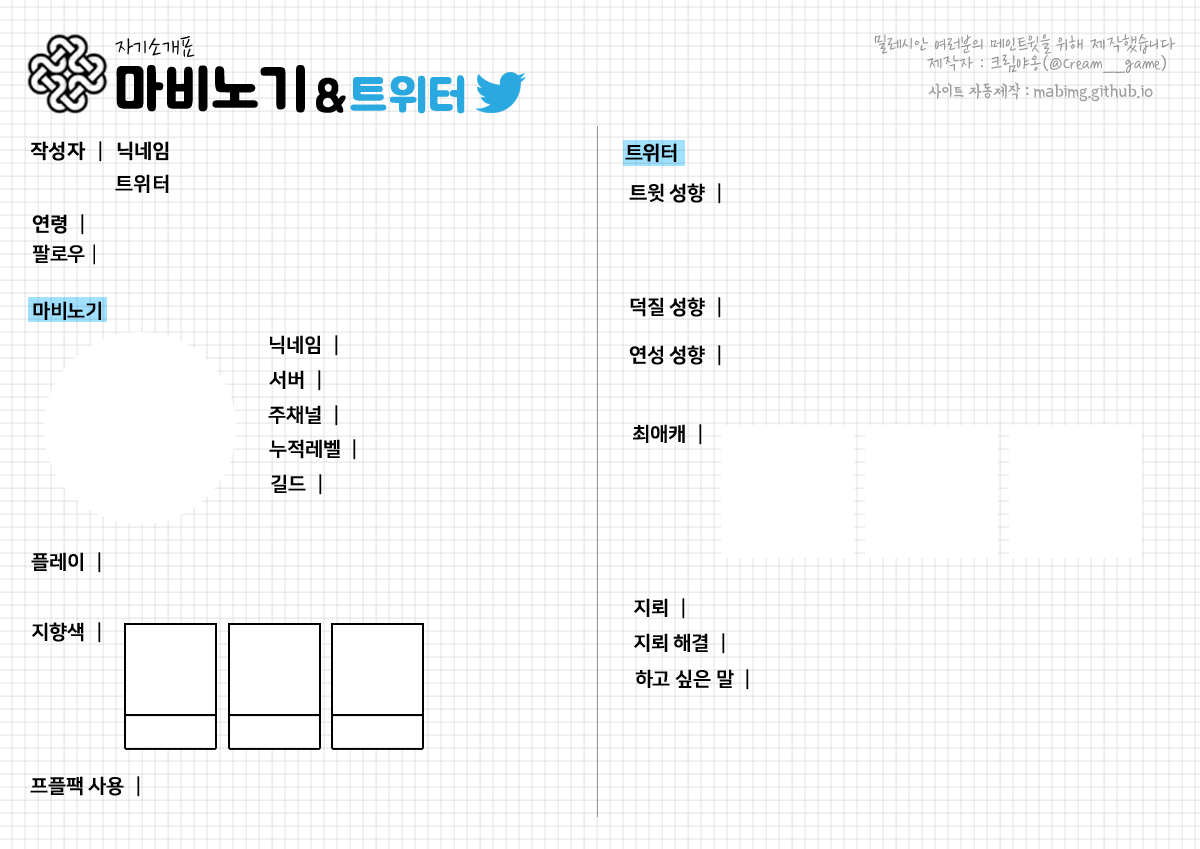 자기소개표
마비노기&트위터
밀레시안 여러분의 메인트윗을 위해 제작했습니다
제작자 : 크림야옹(@Cream__game)
사이트 자동제작 : mabimg.github.io
작성자 | 닉네임
트위터
연령 |
팔로우 |
마비노기
닉네임 |
서버 |
주채널 |
누적레벨 |
길드 |
플레이 |
지향색 |
프플팩 사용 |
트위터
트윗 성향 |
덕질 성향 |
연성 성향 |
최애캐 |
지뢰 |
지뢰 해결 |
하고 싶은 말 |